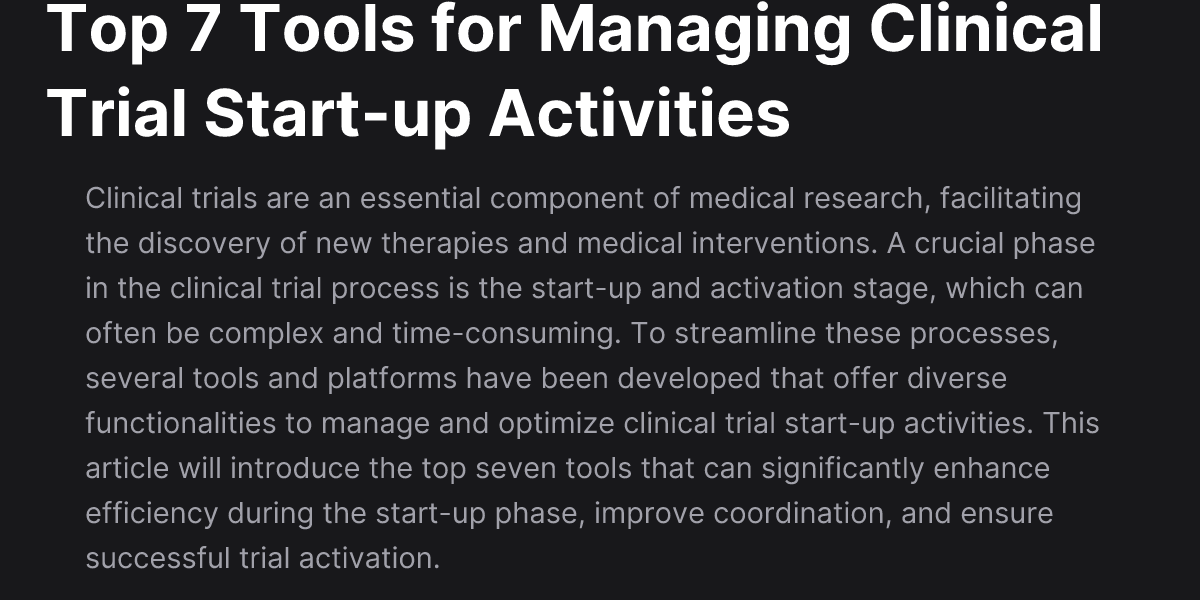 Top 7 Tools for Managing Clinical
Trial Start-up Activities
Clinical trials are an essential component of medical research, facilitating
the discovery of new therapies and medical interventions. A crucial phase
in the clinical trial process is the start-up and activation stage, which can
often be complex and time-consuming. To streamline these processes,
several tools and platforms have been developed that offer diverse
functionalities to manage and optimize clinical trial start-up activities. This
article will introduce the top seven tools that can significantly enhance
efficiency during the start-up phase, improve coordination, and ensure
successful trial activation.